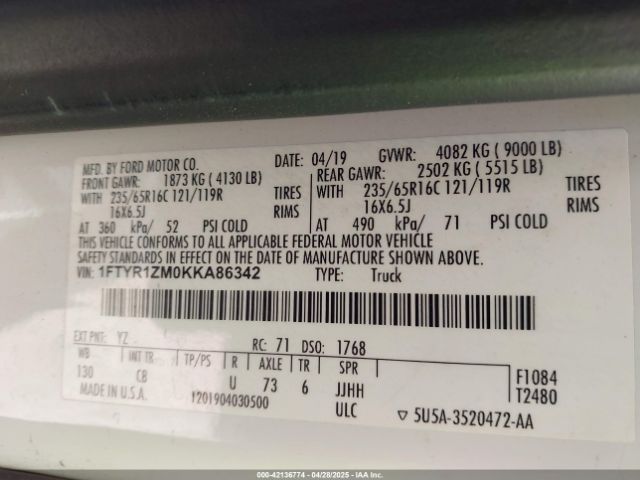 MFD. BY FORD MOTOR CO.
DATE: 04/19 GVWR: 4082 KG ( 9000 LB)
FRONT GAWR: 1873 KG ( 4130 LB) REAR GAWR: 2502 KG ( 5515 LB)
WITH 235/65R16C 121/119R TIRES WITH 235/65R16C 121/119R TIRES
16X6.5J RIMS 16X6.5J RIMS
AT 360 kPa/ 52 PSI COLD AT 490 kPa/ 71 PSI COLD
THIS VEHICLE CONFORMS TO ALL APPLICABLE FEDERAL MOTOR VEHICLE
SAFETY STANDARDS IN EFFECT ON THE DATE OF MANUFACTURE SHOWN ABOVE.
VIN: 1FTYR1ZM0KKA86342 TYPE: Truck
EXT PNT: YZ RC: 71 DSO: 1768
WB INT TR TP/PS R AXLE TR SPR
130 CB U 73 6 JJHH F1084
MADE IN U.S.A. 1201904030500 ULC T2480
5U5A-3520472-AA
000-42136774 | 04/28/2025 - IAA Inc.